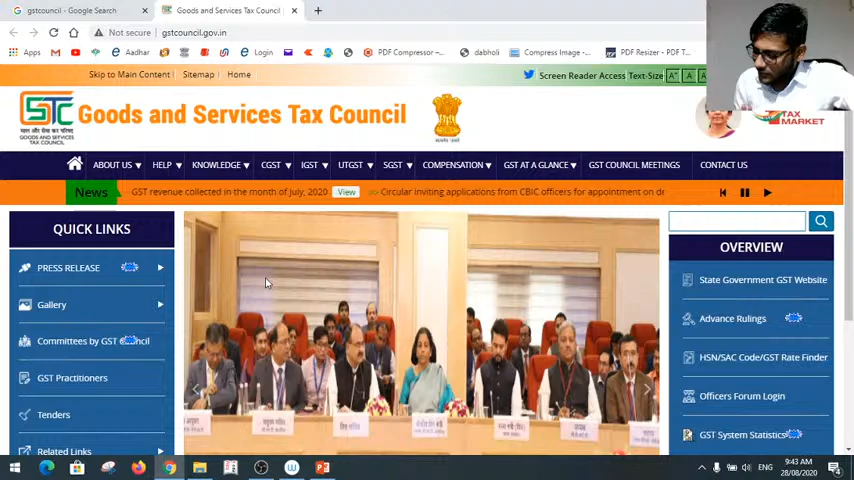 gstcouncil - Google Search
Goods and Services Tax Council
Not secure | gstcouncil.gov.in
Apps
Aadhar
Login
PDF Compressor –...
dabholi
Compress Image -...
PDF Resizer - PDF T...
Skip to Main Content
Sitemap
Home
Screen Reader Access
Text-Size
A
A
GOODS AND SERVICES
TAX COUNCIL
Goods and Services Tax Council
TAX
MARKET
ABOUT US
HELP
KNOWLEDGE
CGST
IGST
UTGST
SGST
COMPENSATION
GST AT A GLANCE
GST COUNCIL MEETINGS
CONTACT US
News
GST revenue collected in the month of July, 2020
View
>> Circular inviting applications from CBIC officers for appointment on de
QUICK LINKS
PRESS RELEASE
Gallery
Committees by GST Council
GST Practitioners
Tenders
Related Links
OVERVIEW
State Government GST Website
Advance Rulings
HSN/SAC Code/GST Rate Finder
Officers Forum Login
GST System Statistics
ENG
9:43 AM
28/08/2020